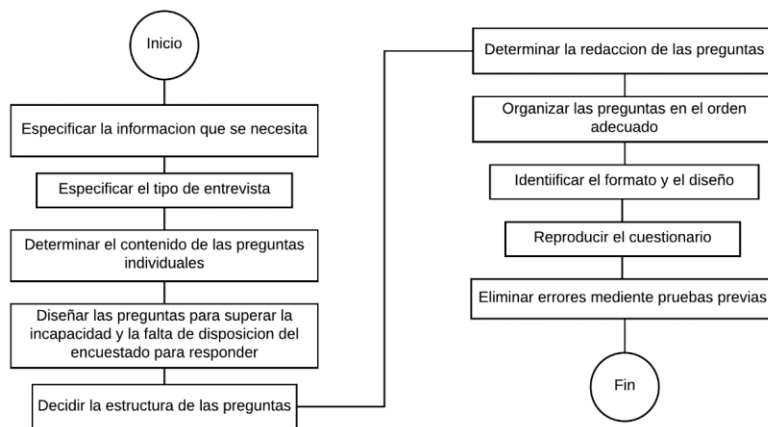 Inicio
Especificar la informacion que se necesita
Especificar el tipo de entrevista
Determinar el contenido de las preguntas
individuales
Diseñar las preguntas para superar la
incapacidad y la falta de disposicion del
encuestado para responder
Decidir la estructura de las preguntas
Determinar la redaccion de las preguntas
Organizar las preguntas en el orden
adecuado
Identiificar el formato y el diseño
Reproducir el cuestionario
Eliminar errores mediente pruebas previas
Fin